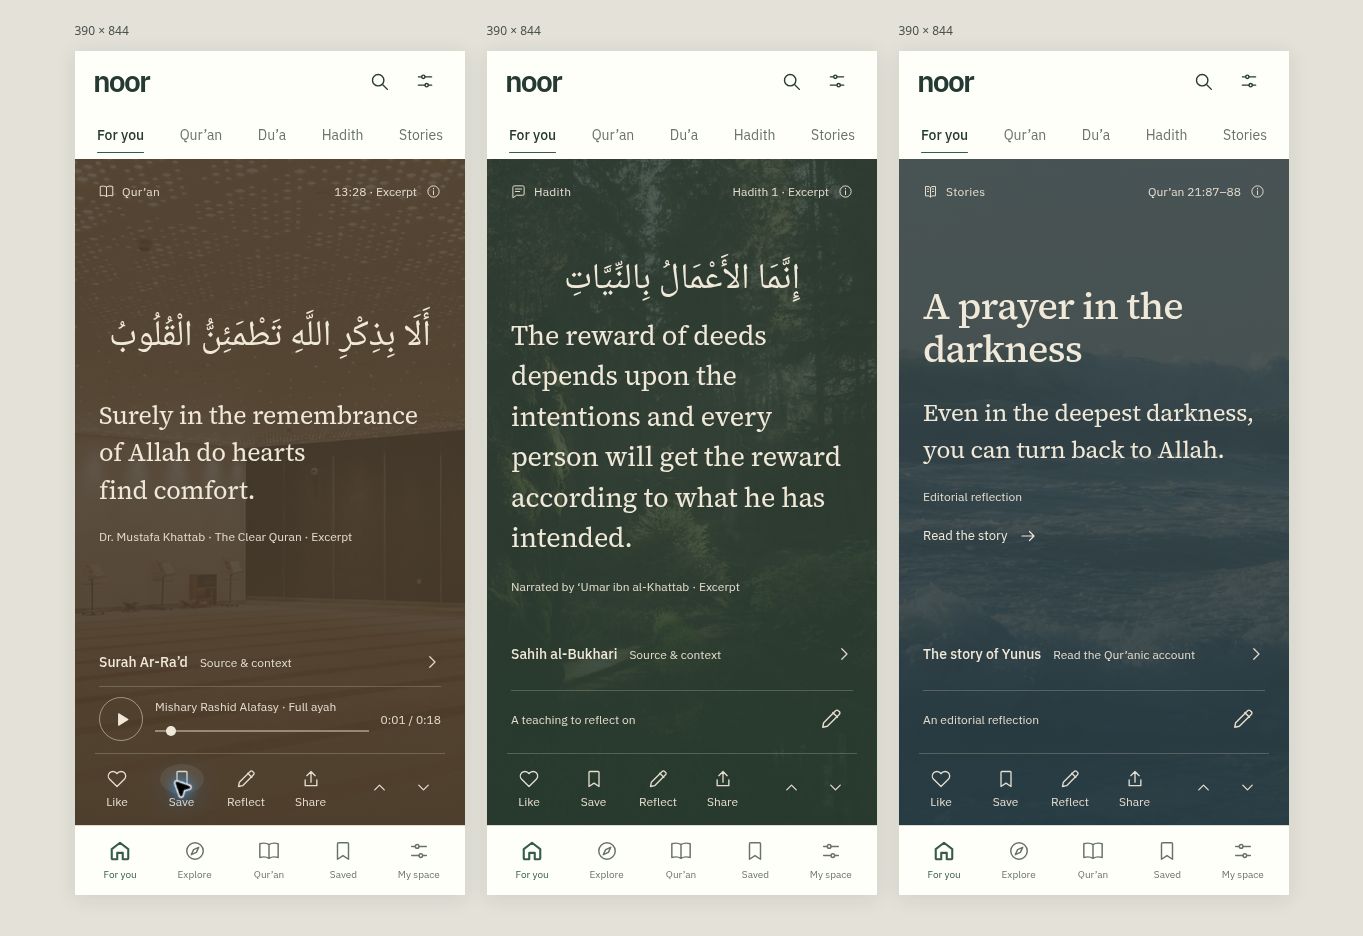 390 × 844
noor
For you Qur’an Du’a Hadith Stories
Qur’an 13:28 · Excerpt
أَلَا بِذِكْرِ اللَّهِ تَطْمَئِنُّ الْقُلُوبُ
Surely in the remembrance
of Allah do hearts
find comfort.
Dr. Mustafa Khattab · The Clear Quran · Excerpt
Surah Ar-Ra’d Source & context
Mishary Rashid Alafasy · Full ayah
0:01 / 0:18
Like Save Reflect Share
For you Explore Qur’an Saved My space
390 × 844
noor
For you Qur’an Du’a Hadith Stories
Hadith Hadith 1 · Excerpt
إِنَّمَا الأَعْمَالُ بِالنِّيَّاتِ
The reward of deeds
depends upon the
intentions and every
person will get the reward
according to what he has
intended.
Narrated by ‘Umar ibn al-Khattab · Excerpt
Sahih al-Bukhari Source & context
A teaching to reflect on
Like Save Reflect Share
For you Explore Qur’an Saved My space
390 × 844
noor
For you Qur’an Du’a Hadith Stories
Stories Qur’an 21:87–88
A prayer in the
darkness
Even in the deepest darkness,
you can turn back to Allah.
Editorial reflection
Read the story
The story of Yunus Read the Qur’anic account
An editorial reflection
Like Save Reflect Share
For you Explore Qur’an Saved My space